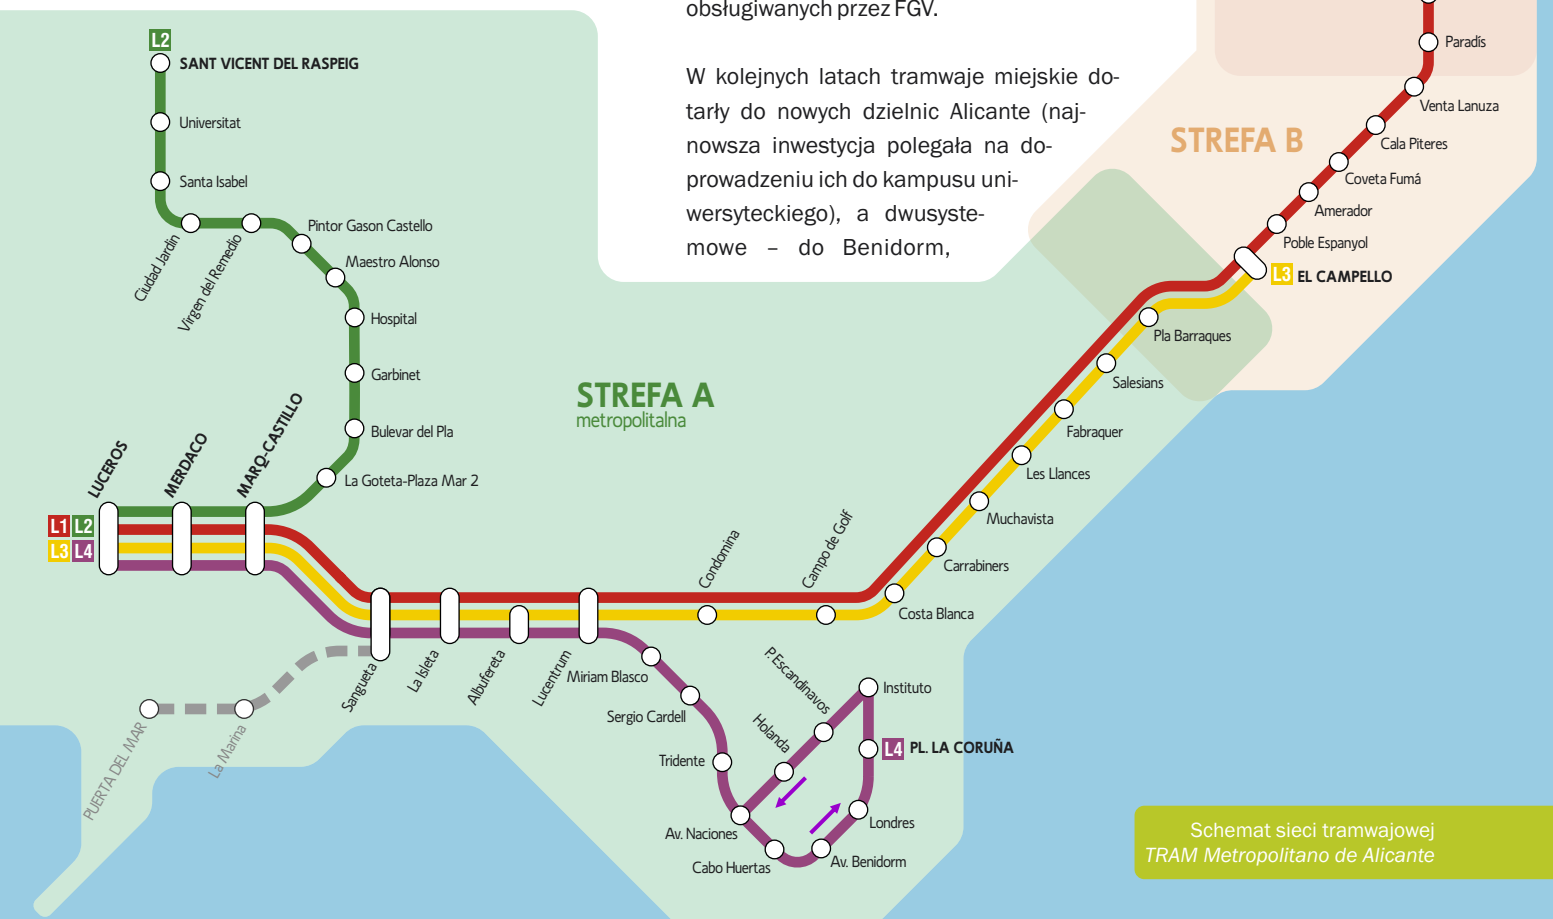 obsługiwanych przez FGV.
W kolejnych latach tramwaje miejskie do-
tarły do nowych dzielnic Alicante (naj-
nowsza inwestycja polegała na do-
prowadzeniu ich do kampusu uni-
wersyteckiego), a dwusyste-
mowe – do Benidorm,
L2
SANT VICENT DEL RASPEIG
Universitat
Santa Isabel
Ciudad Jardin
Virgen del Remedio
Pintor Gason Castello
Maestro Alonso
Hospital
Garbinet
Bulevar del Pla
La Goteta-Plaza Mar 2
STREFA A
metropolitalna
LUCEROS
MERDACO
MARQ-CASTILLO
L1 L2
L3 L4
Sangueta
La Isleta
Albufereta
Lucentrum
PUERTA DEL MAR
La Marina
Condomina
Campo de Golf
Costa Blanca
Carrabiners
Muchavista
Les Llances
Fabraquer
Salesians
Pla Barraques
L3 EL CAMPELLO
STREFA B
Poble Espanyol
Amerador
Coveta Fumá
Cala Piteres
Venta Lanuza
Paradís
Miriam Blasco
Sergio Cardell
Tridente
Av. Naciones
Cabo Huertas
Av. Benidorm
Londres
L4 PL. LA CORUÑA
Instituto
P. Escandinavos
Holanda
Schemat sieci tramwajowej
TRAM Metropolitano de Alicante